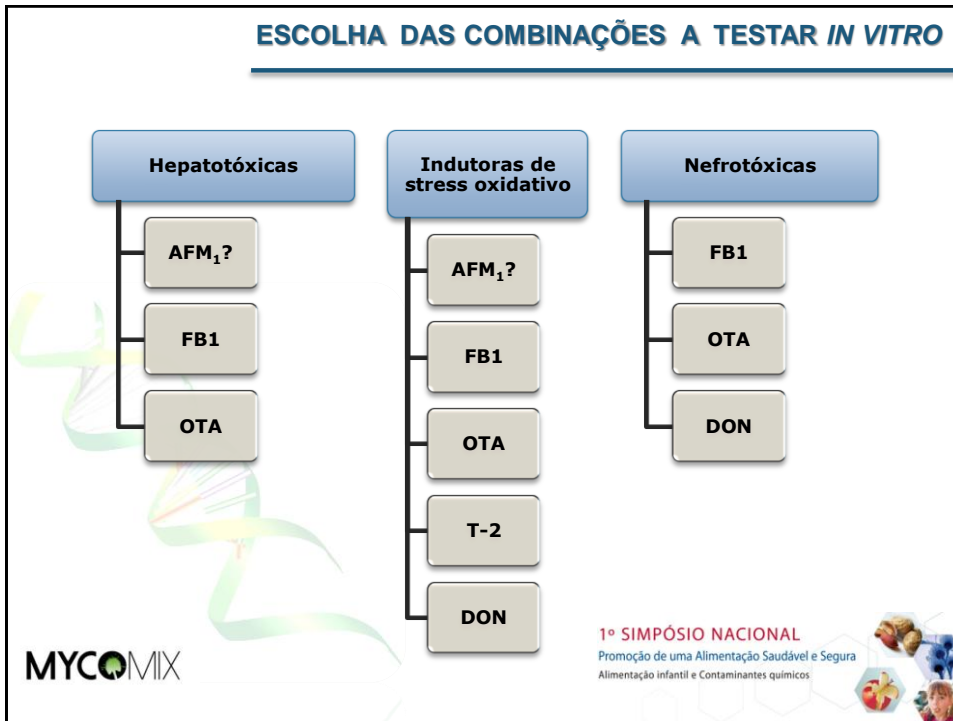 ESCOLHA DAS COMBINAÇÕES A TESTAR IN VITRO
Hepatotóxicas
AFM₁?
FB1
OTA
Indutoras de
stress oxidativo
AFM₁?
FB1
OTA
T-2
DON
Nefrotóxicas
FB1
OTA
DON
MYCOMIX
1º SIMPÓSIO NACIONAL
Promoção de uma Alimentação Saudável e Segura
Alimentação infantil e Contaminantes químicos